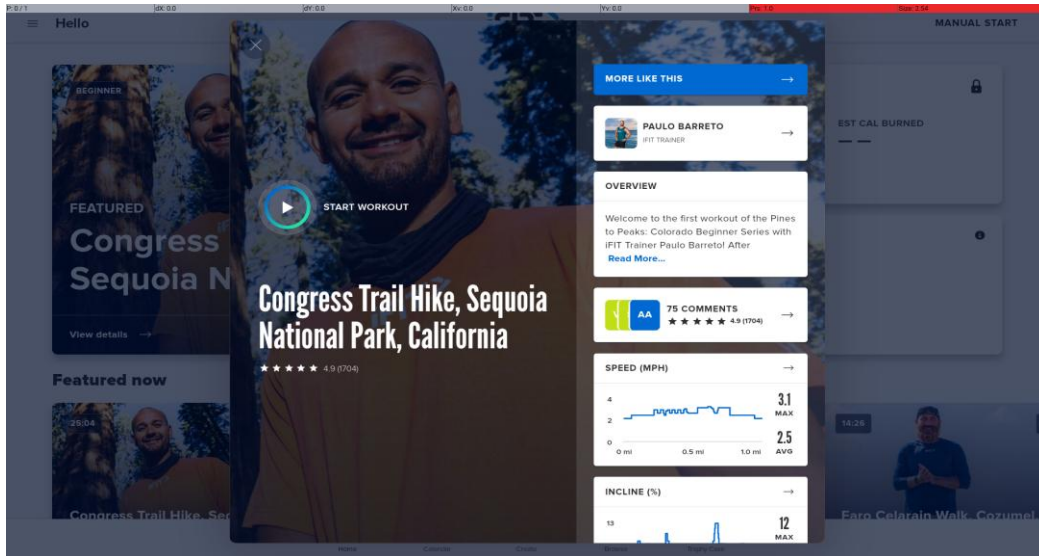 P: 0 / 1
dX: 0.0
dY: 0.0
Xv: 0.0
Yv: 0.0
Prs: 1.0
Size: 2.54
Hello
MANUAL START
BEGINNER
FEATURED
Congress
Sequoia N
View details →
Featured now
25:04
Congress Trail Hike, Seq
START WORKOUT
Congress Trail Hike, Sequoia
National Park, California
★ ★ ★ ★ ★ 4.9 (1704)
MORE LIKE THIS →
PAULO BARRETO
iFIT TRAINER
→
OVERVIEW
Welcome to the first workout of the Pines
to Peaks: Colorado Beginner Series with
iFIT Trainer Paulo Barreto! After
Read More...
AA
75 COMMENTS
★ ★ ★ ★ ★ 4.9 (1704)
→
SPEED (MPH) →
4
2
0
0 mi 0.5 mi 1.0 mi
3.1
MAX
2.5
AVG
INCLINE (%) →
13
12
MAX
EST CAL BURNED
— —
14:26
Faro Celarain Walk, Cozumel
Home
Calendar
Browse